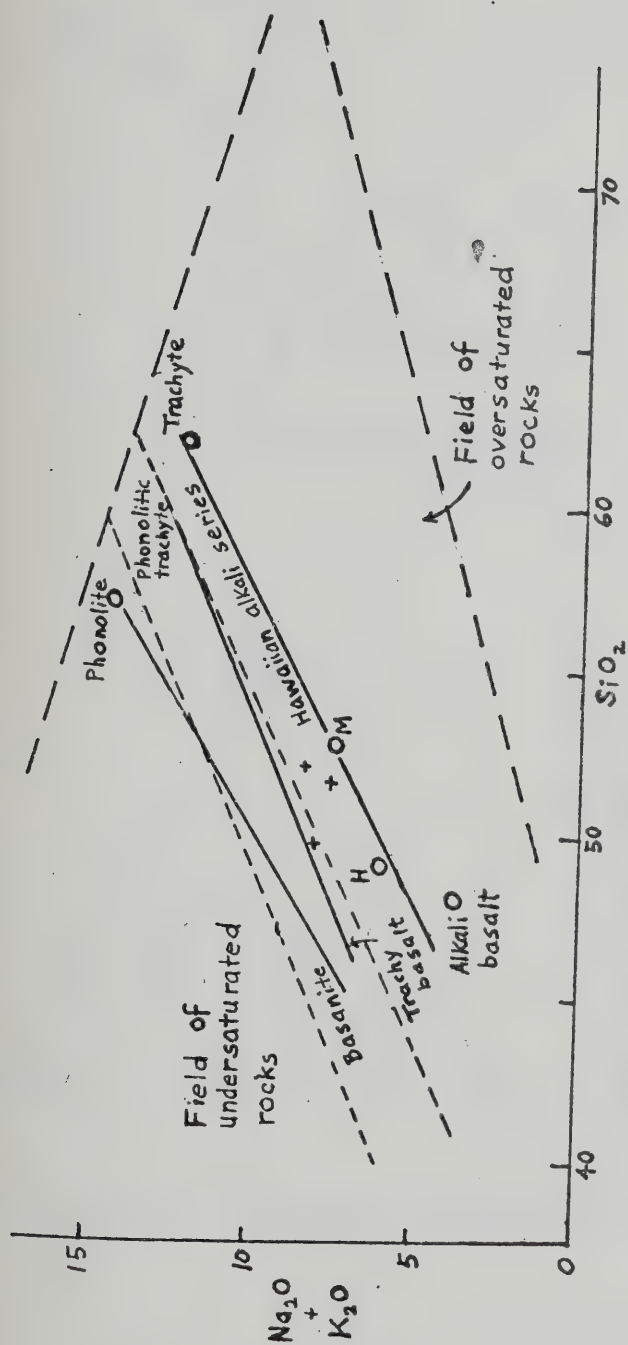 15
10
5
0
Na₂O
+
K₂O
40
50
60
70
SiO₂
Field of
undersaturated
rocks
Phonolite
Phonolitic
trachyte
Trachyte
Hawaiian alkali series
M
H
Basanite
Trachy
basalt
Alkali
basalt
Field of
oversaturated
rocks